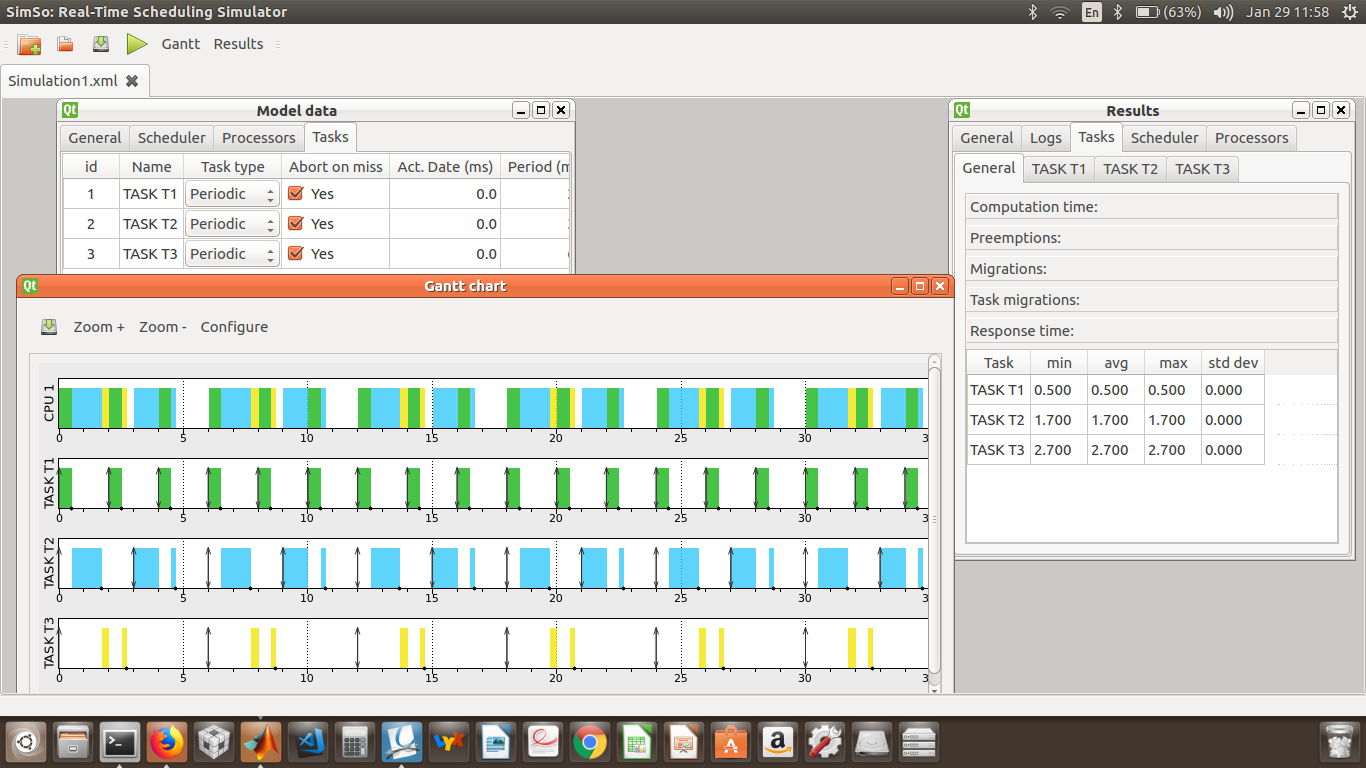 SimSo: Real-Time Scheduling Simulator En (63%) Jan 29 11:58
Gantt Results
Simulation1.xml
Model data
General Scheduler Processors Tasks
id Name Task type Abort on miss Act. Date (ms) Period (m
1 TASK T1 Periodic Yes 0.0
2 TASK T2 Periodic Yes 0.0
3 TASK T3 Periodic Yes 0.0
Gantt chart
Zoom + Zoom - Configure
CPU 1
0 5 10 15 20 25 30 3
TASK T1
0 5 10 15 20 25 30 3
TASK T2
0 5 10 15 20 25 30 3
TASK T3
0 5 10 15 20 25 30 3
Results
General Logs Tasks Scheduler Processors
General TASK T1 TASK T2 TASK T3
Computation time:
Preemptions:
Migrations:
Task migrations:
Response time:
Task min avg max std dev
TASK T1 0.500 0.500 0.500 0.000
TASK T2 1.700 1.700 1.700 0.000
TASK T3 2.700 2.700 2.700 0.000